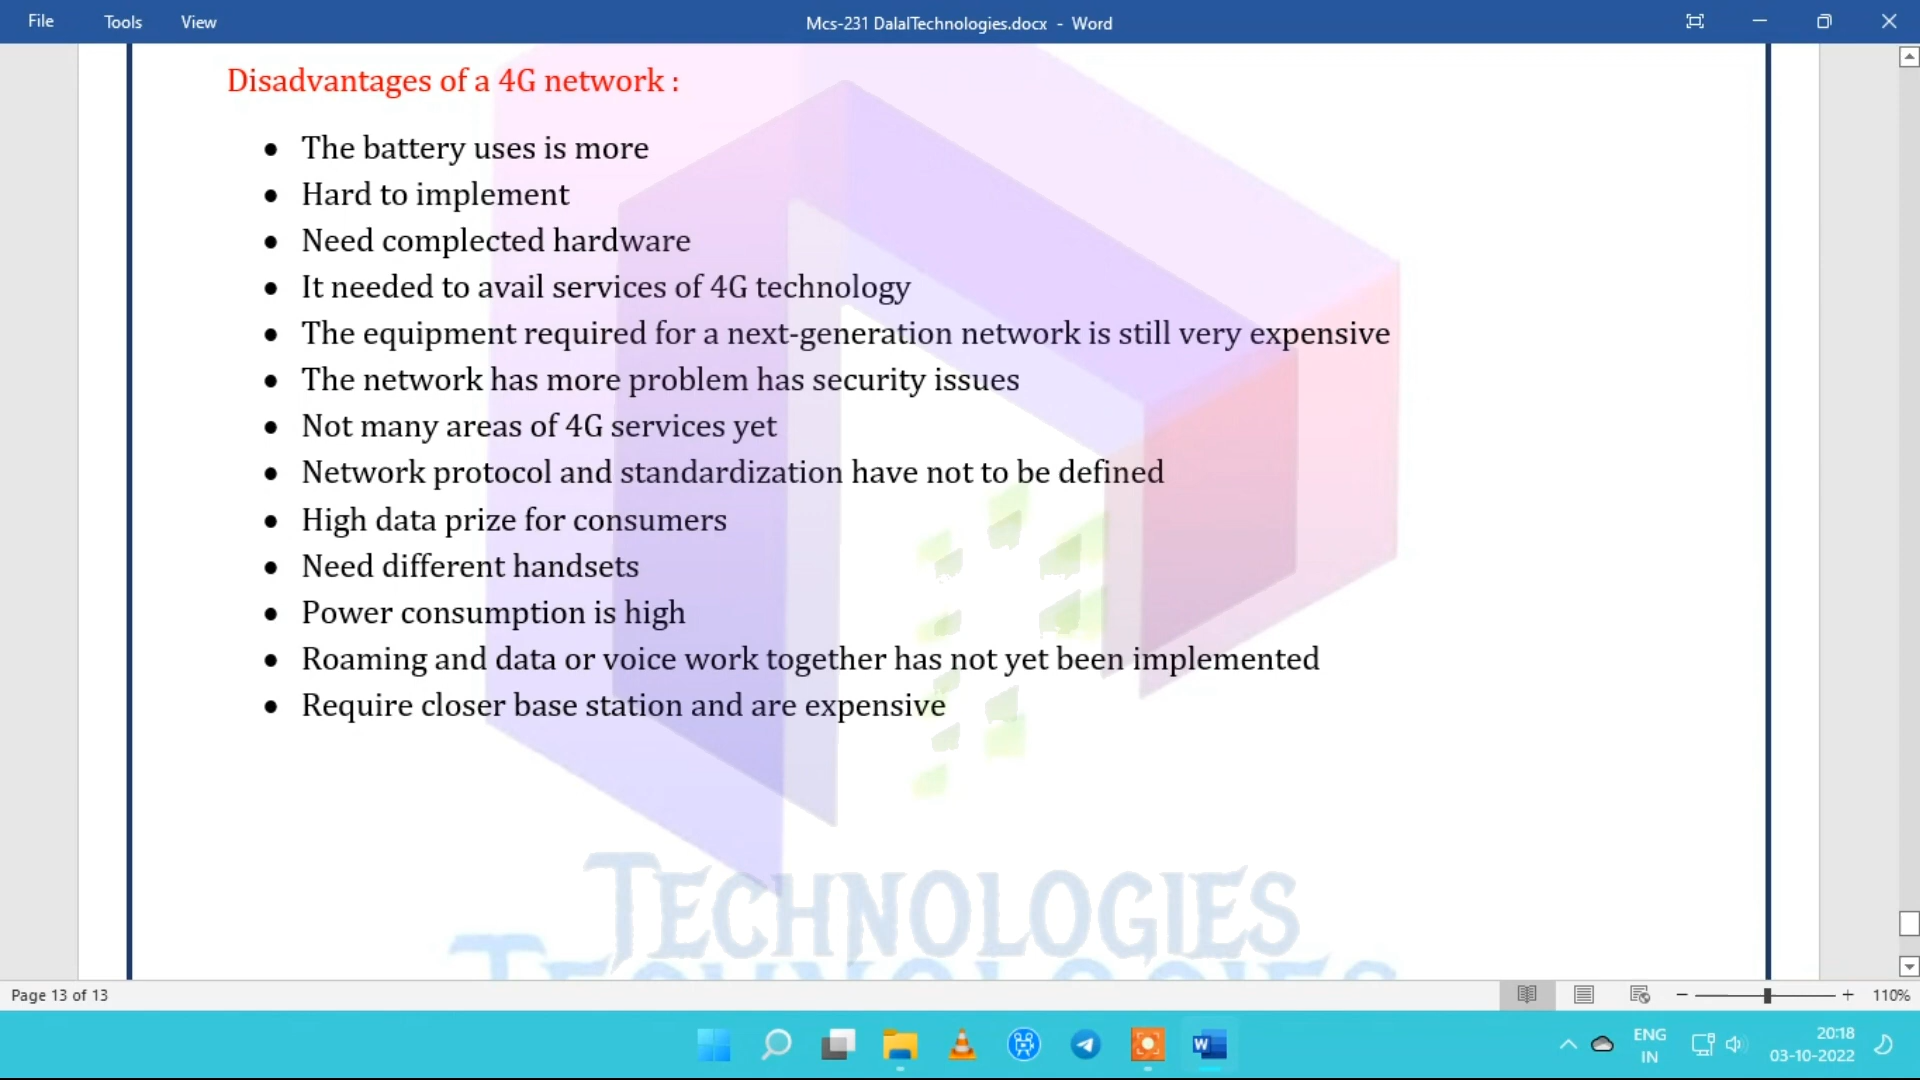 File Tools View Mcs-231 DalalTechnologies.docx - Word
Disadvantages of a 4G network :
• The battery uses is more
• Hard to implement
• Need complected hardware
• It needed to avail services of 4G technology
• The equipment required for a next-generation network is still very expensive
• The network has more problem has security issues
• Not many areas of 4G services yet
• Network protocol and standardization have not to be defined
• High data prize for consumers
• Need different handsets
• Power consumption is high
• Roaming and data or voice work together has not yet been implemented
• Require closer base station and are expensive
TECHNOLOGIES
TECHNOLOGIES
Page 13 of 13 110%
ENG 20:18
IN 03-10-2022